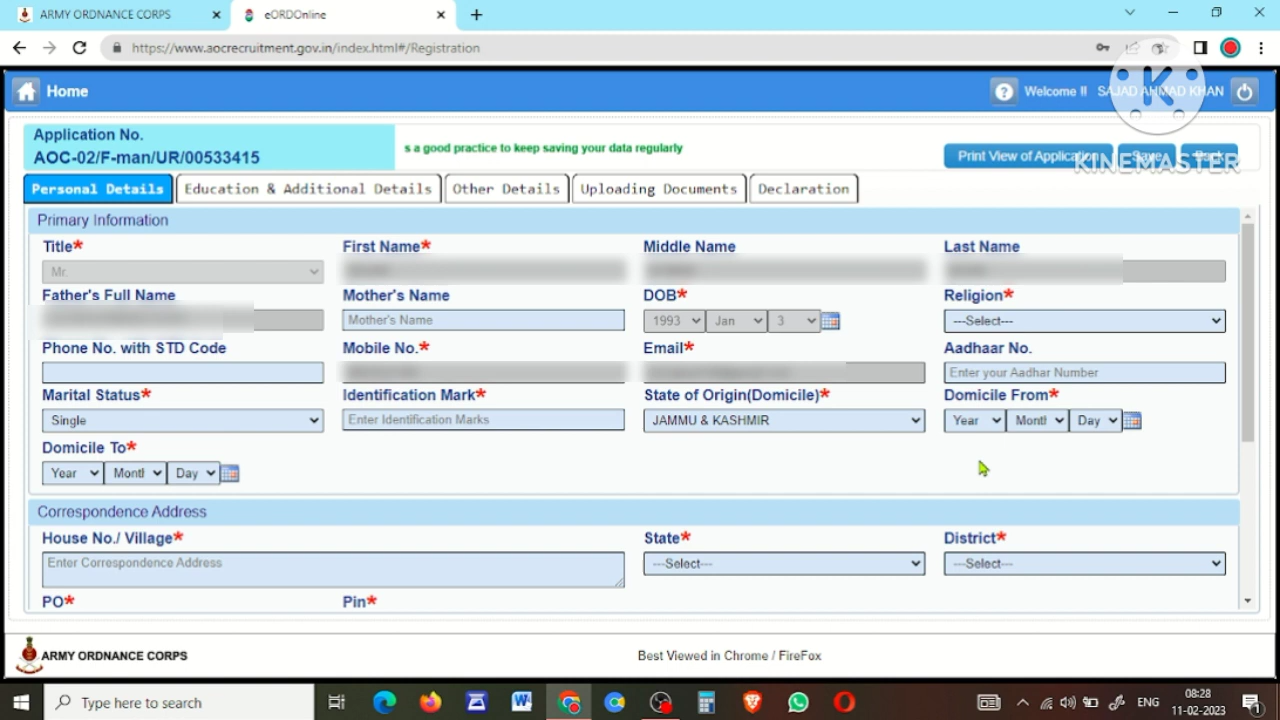 ARMY ORDNANCE CORPS
eORDOnline
https://www.aocrecruitment.gov.in/index.html#/Registration
Home
Welcome !! SAJAD AHMAD KHAN
Application No.
AOC-02/F-man/UR/00533415
s a good practice to keep saving your data regularly
Print View of Application Save Back
KINEMASTER
Personal Details Education & Additional Details Other Details Uploading Documents Declaration
Primary Information
Title* First Name* Middle Name Last Name
Mr.
Father's Full Name Mother's Name DOB* Religion*
Mother's Name 1993 Jan 3 ---Select---
Phone No. with STD Code Mobile No.* Email* Aadhaar No.
Enter your Aadhar Number
Marital Status* Identification Mark* State of Origin(Domicile)* Domicile From*
Single Enter Identification Marks JAMMU & KASHMIR Year Month Day
Domicile To*
Year Month Day
Correspondence Address
House No./ Village* State* District*
Enter Correspondence Address ---Select--- ---Select---
PO* Pin*
ARMY ORDNANCE CORPS Best Viewed in Chrome / FireFox
Type here to search
ENG
08:28
11-02-2023